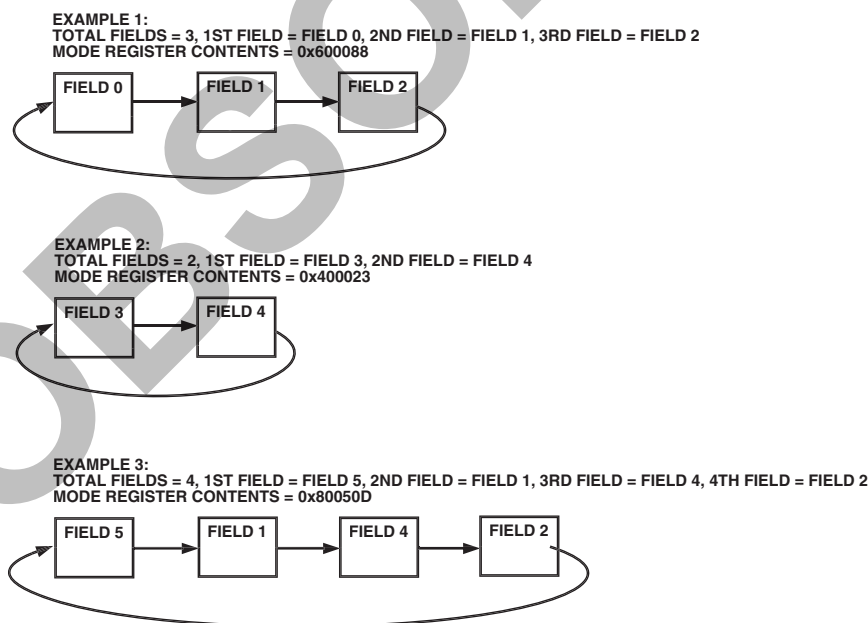 EXAMPLE 1:
TOTAL FIELDS = 3, 1ST FIELD = FIELD 0, 2ND FIELD = FIELD 1, 3RD FIELD = FIELD 2
MODE REGISTER CONTENTS = 0x600088
FIELD 0 FIELD 1 FIELD 2
EXAMPLE 2:
TOTAL FIELDS = 2, 1ST FIELD = FIELD 3, 2ND FIELD = FIELD 4
MODE REGISTER CONTENTS = 0x400023
FIELD 3 FIELD 4
EXAMPLE 3:
TOTAL FIELDS = 4, 1ST FIELD = FIELD 5, 2ND FIELD = FIELD 1, 3RD FIELD = FIELD 4, 4TH FIELD = FIELD 2
MODE REGISTER CONTENTS = 0x80050D
FIELD 5 FIELD 1 FIELD 4 FIELD 2
OBSO